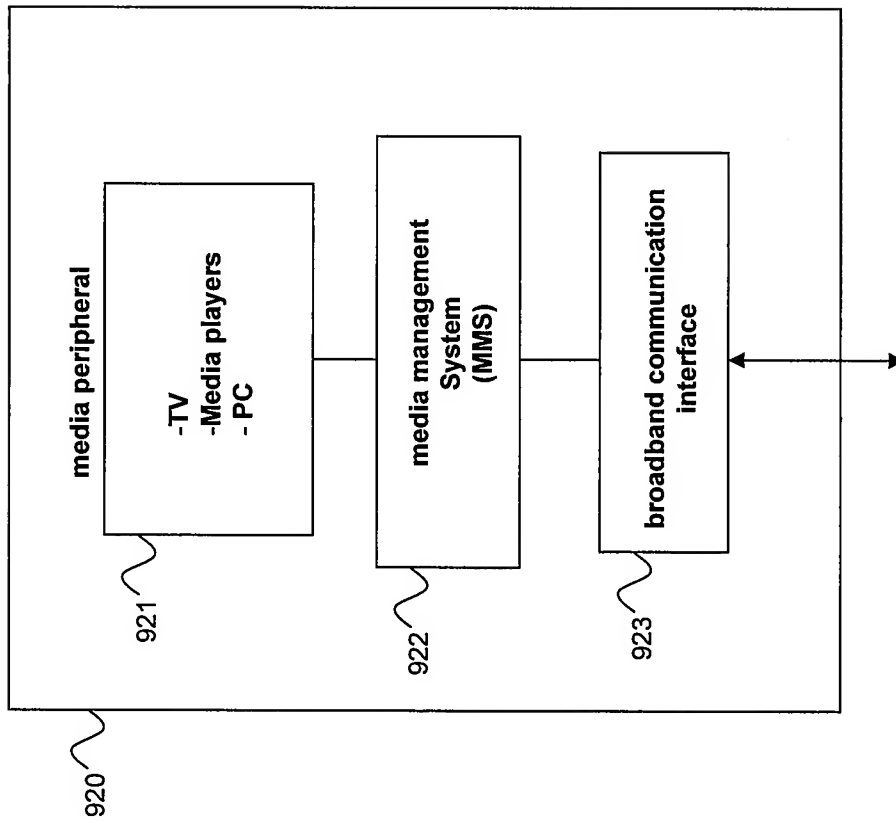 media peripheral
-TV
-Media players
- PC
921
media management
System
(MMS)
922
broadband communication
interface
923
920